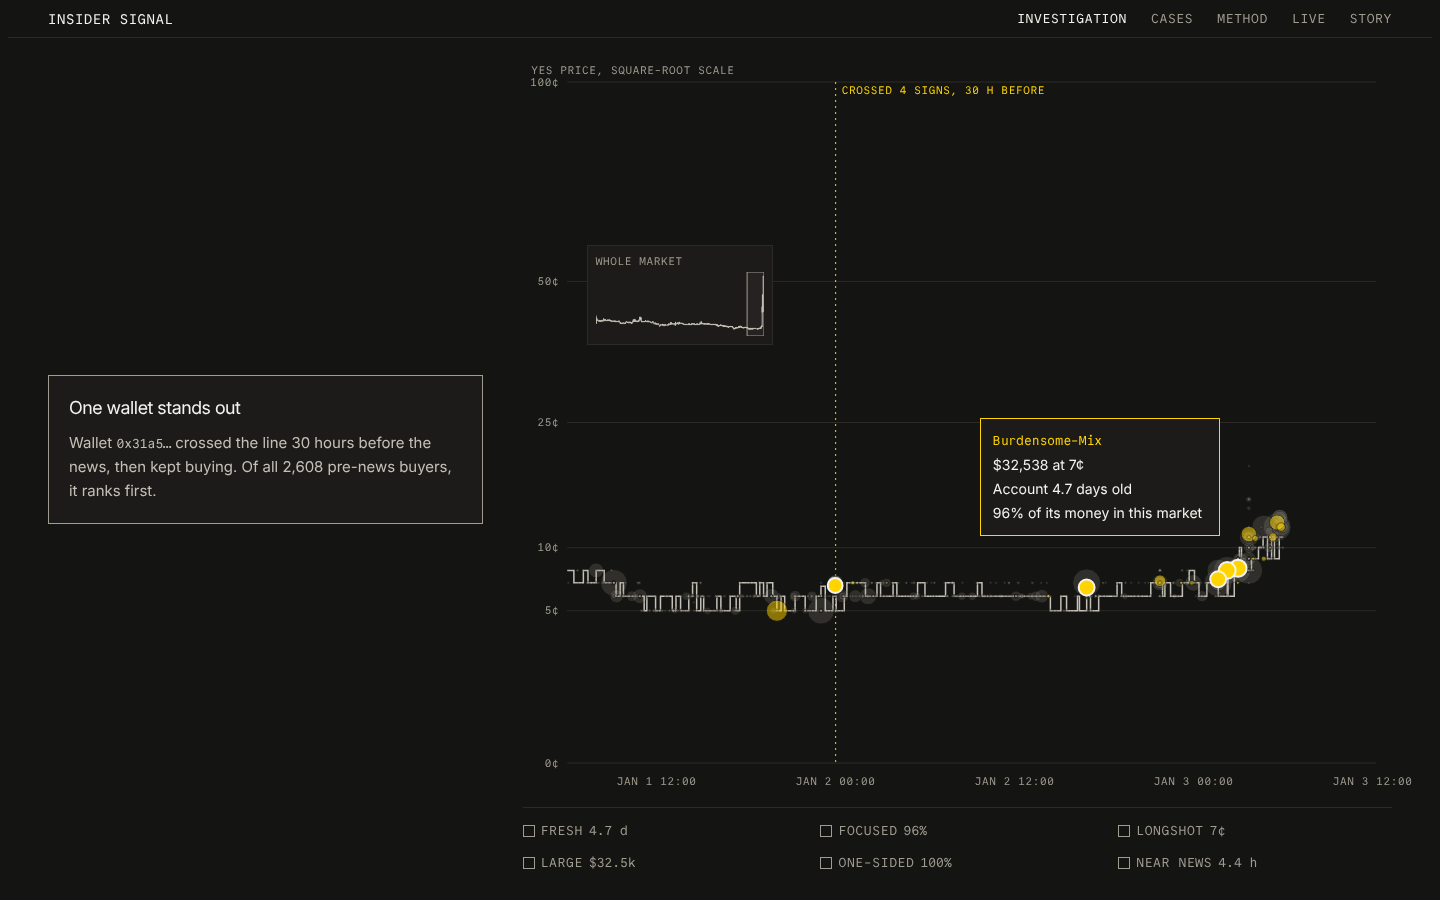 INSIDER SIGNAL
INVESTIGATION CASES METHOD LIVE STORY
YES PRICE, SQUARE-ROOT SCALE
100¢
CROSSED 4 SIGNS, 30 H BEFORE
WHOLE MARKET
50¢
One wallet stands out
Wallet 0x31a5… crossed the line 30 hours before the
news, then kept buying. Of all 2,608 pre-news buyers,
it ranks first.
25¢
Burdensome-Mix
$32,538 at 7¢
Account 4.7 days old
96% of its money in this market
10¢
5¢
0¢
JAN 1 12:00 JAN 2 00:00 JAN 2 12:00 JAN 3 00:00 JAN 3 12:00
FRESH 4.7 d FOCUSED 96% LONGSHOT 7¢
LARGE $32.5k ONE-SIDED 100% NEAR NEWS 4.4 h